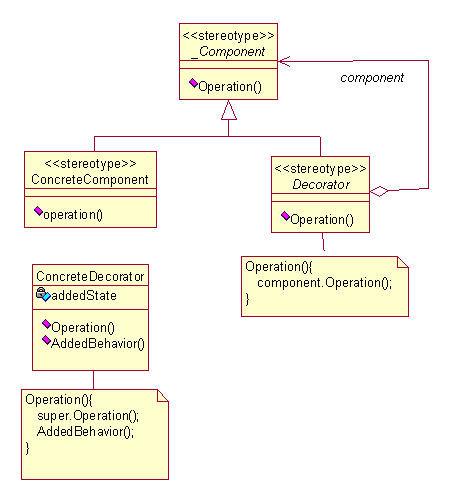 <<stereotype>>
_Component
Operation()
component
<<stereotype>>
ConcreteComponent
operation()
<<stereotype>>
Decorator
Operation()
Operation(){
component.Operation();
}
ConcreteDecorator
addedState
Operation()
AddedBehavior()
Operation(){
super.Operation();
AddedBehavior();
}